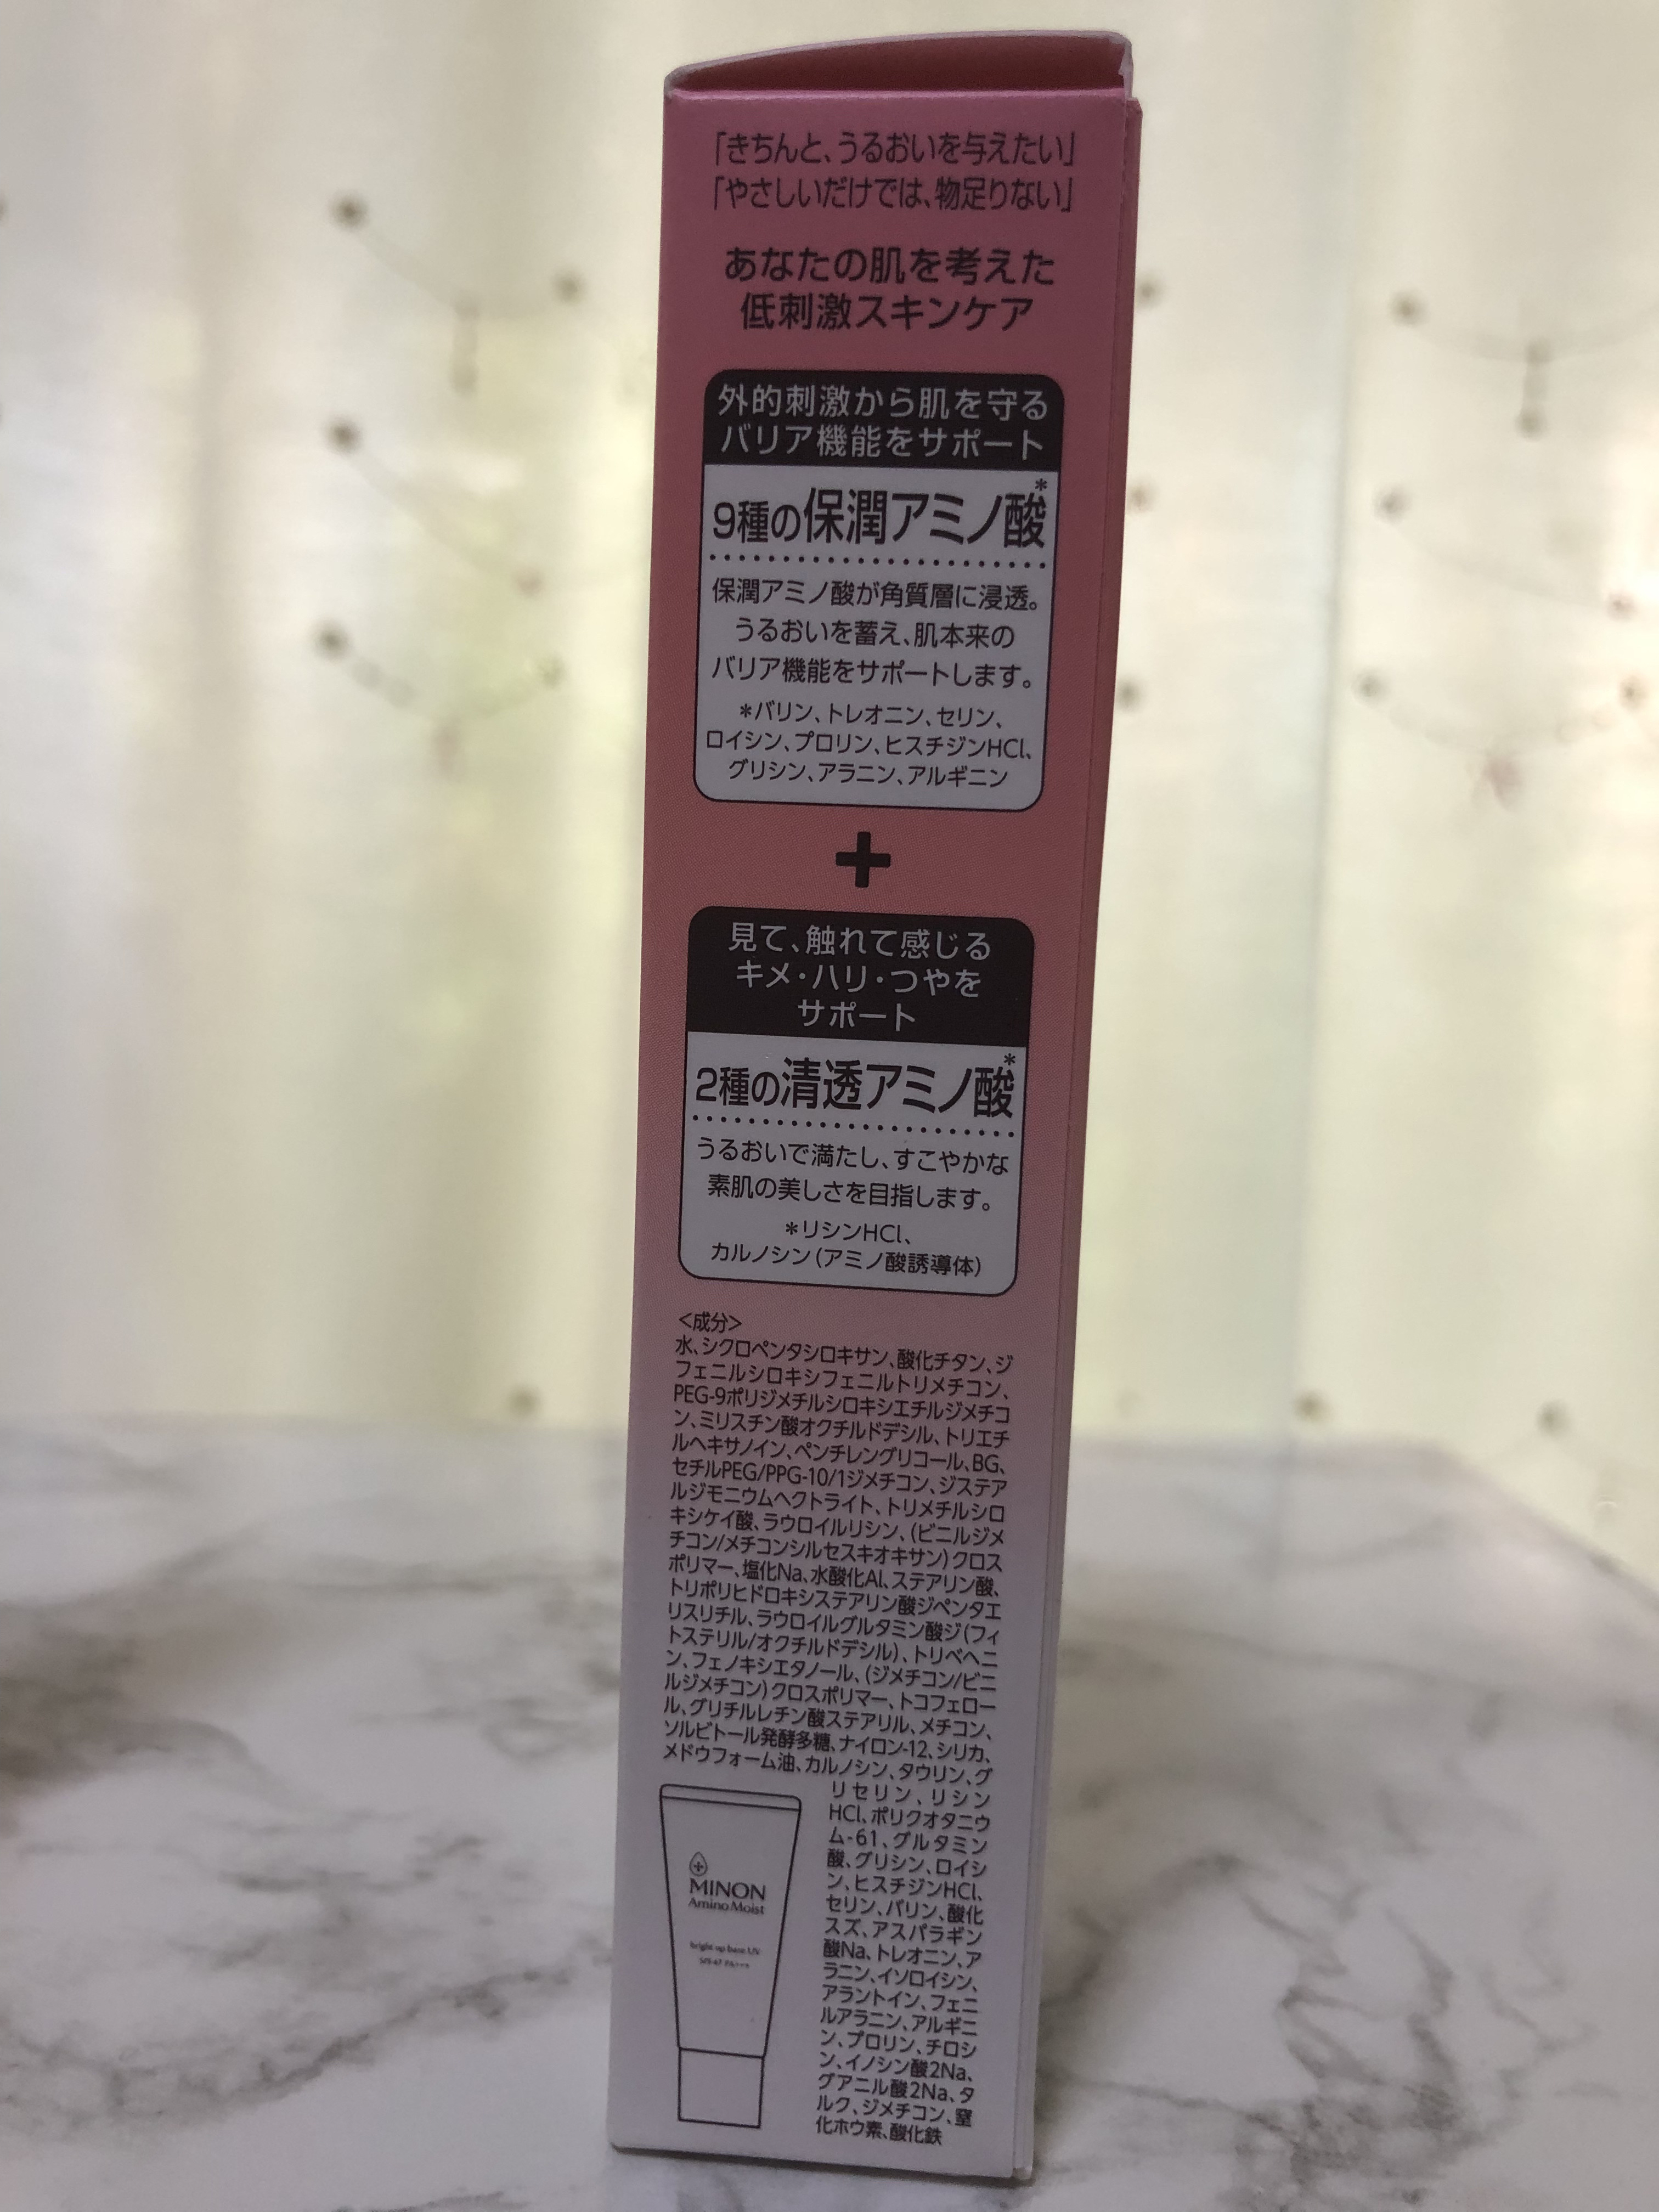 「きちんと、うるおいを与えたい」
「やさしいだけでは、物足りない」
あなたの肌を考えた
低刺激スキンケア
外的刺激から肌を守る
バリア機能をサポート
9種の保潤アミノ酸*
保潤アミノ酸が角質層に浸透。
うるおいを蓄え、肌本来の
バリア機能をサポートします。
*バリン、トレオニン、セリン、
ロイシン、プロリン、ヒスチジンHCl、
グリシン、アラニン、アルギニン
+
見て、触れて感じる
キメ・ハリ・つやを
サポート
2種の清透アミノ酸*
うるおいで満たし、すこやかな
素肌の美しさを目指します。
*リシンHCl、
カルノシン(アミノ酸誘導体)
<成分>
水、シクロペンタシロキサン、酸化チタン、ジ
フェニルシロキシフェニルトリメチコン、
PEG-9ポリジメチルシロキシエチルジメチコ
ン、ミリスチン酸オクチルドデシル、トリエチ
ルヘキサノイン、ペンチレングリコール、BG、
セチルPEG/PPG-10/1ジメチコン、ジステア
ルジモニウムヘクトライト、トリメチルシロ
キシケイ酸、ラウロイルリシン、(ビニルジメ
チコン/メチコンシルセスキオキサン)クロス
ポリマー、塩化Na、水酸化Al、ステアリン酸、
トリポリヒドロキシステアリン酸ジペンタエ
リスリチル、ラウロイルグルタミン酸ジ(フィ
トステリル/オクチルドデシル)、トリベヘニ
ン、フェノキシエタノール、(ジメチコン/ビニ
ルジメチコン)クロスポリマー、トコフェロー
ル、グリチルレチン酸ステアリル、メチコン、
ソルビトール発酵多糖、ナイロン-12、シリカ、
メドウフォーム油、カルノシン、タウリン、グ
リセリン、リシン
HCl、ポリクオタニウ
ム-61、グルタミン
酸、グリシン、ロイシ
ン、ヒスチジンHCl、
セリン、バリン、酸化
スズ、アスパラギン
酸Na、トレオニン、ア
ラニン、イソロイシン、
アラントイン、フェニ
ルアラニン、アルギニ
ン、プロリン、チロシ
ン、イノシン酸2Na、
グアニル酸2Na、タ
ルク、ジメチコン、窒
化ホウ素、酸化鉄
MINON
Amino Moist
bright up base UV
SPF47 PA+++